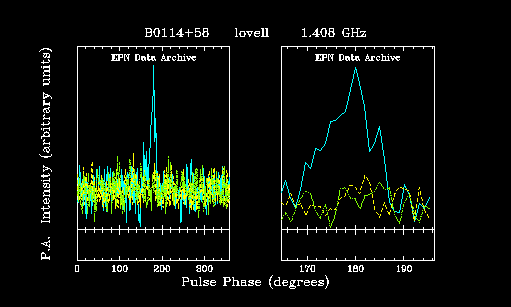 B0114+58 lovell 1.408 GHz
EPN Data Archive
EPN Data Archive
Intensity (arbitrary units)
P.A.
0 100 200 300
170 180 190
Pulse Phase (degrees)